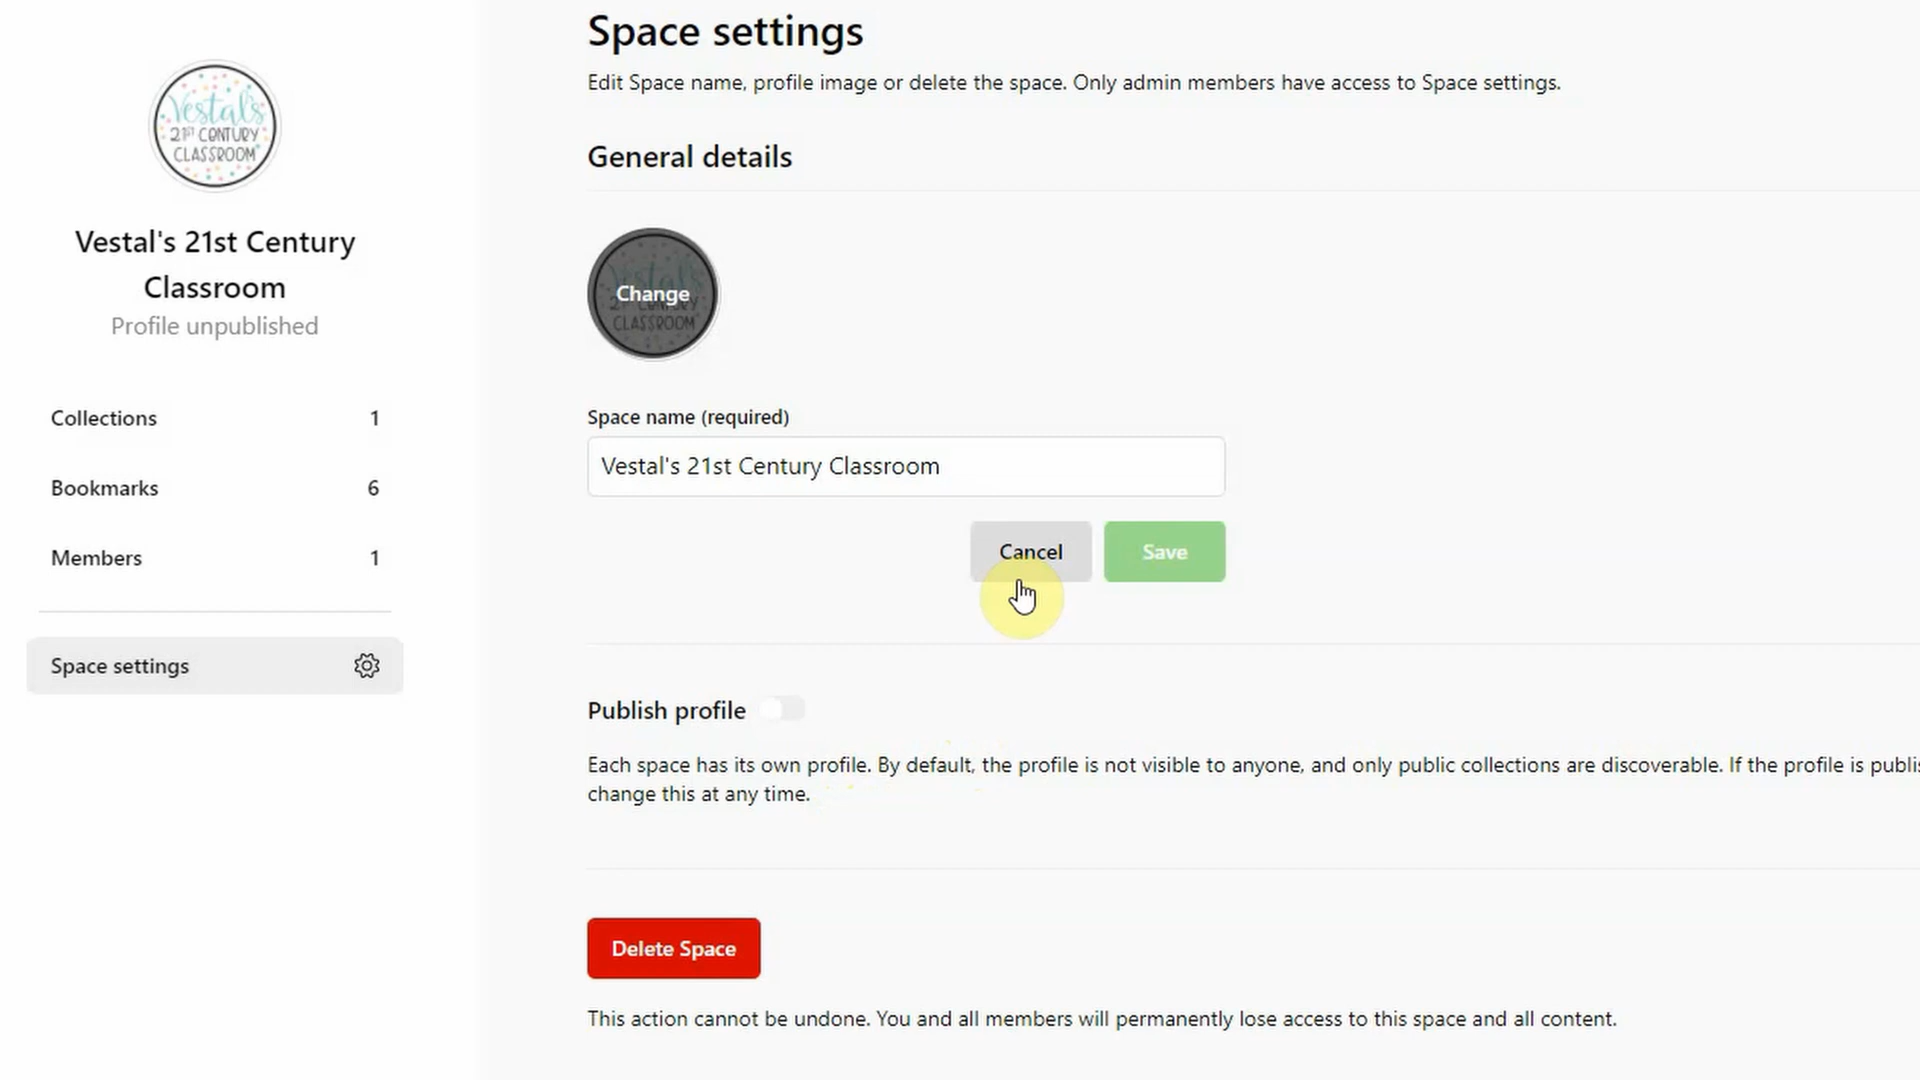 Vestal's
21ST CENTURY
CLASSROOM
Vestal's 21st Century
Classroom
Profile unpublished
Collections 1
Bookmarks 6
Members 1
Space settings
Space settings
Edit Space name, profile image or delete the space. Only admin members have access to Space settings.
General details
Vestal's
Change
21ST CENTURY
CLASSROOM
Space name (required)
Vestal's 21st Century Classroom
Cancel Save
Publish profile
Each space has its own profile. By default, the profile is not visible to anyone, and only public collections are discoverable. If the profile is publis
change this at any time.
Delete Space
This action cannot be undone. You and all members will permanently lose access to this space and all content.